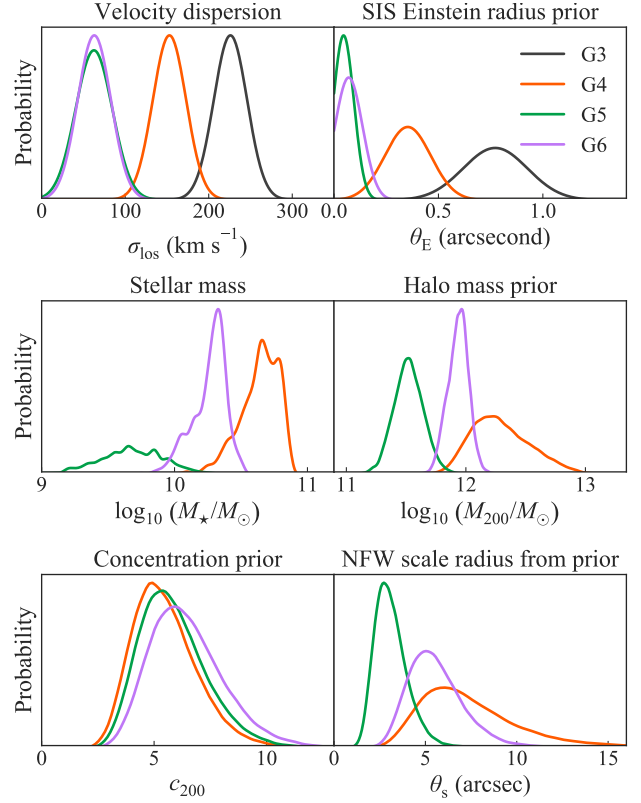 Velocity dispersion
SIS Einstein radius prior
Probability
G3
G4
G5
G6
0 100 200 300
0.0 0.5 1.0
σlos (km s−1)
θE (arcsecond)
Stellar mass
Halo mass prior
Probability
9 10 11
11 12 13
log10 (M⋆/M⊙)
log10 (M200/M⊙)
Concentration prior
NFW scale radius from prior
Probability
5 10
0 5 10 15
c200
θs (arcsec)